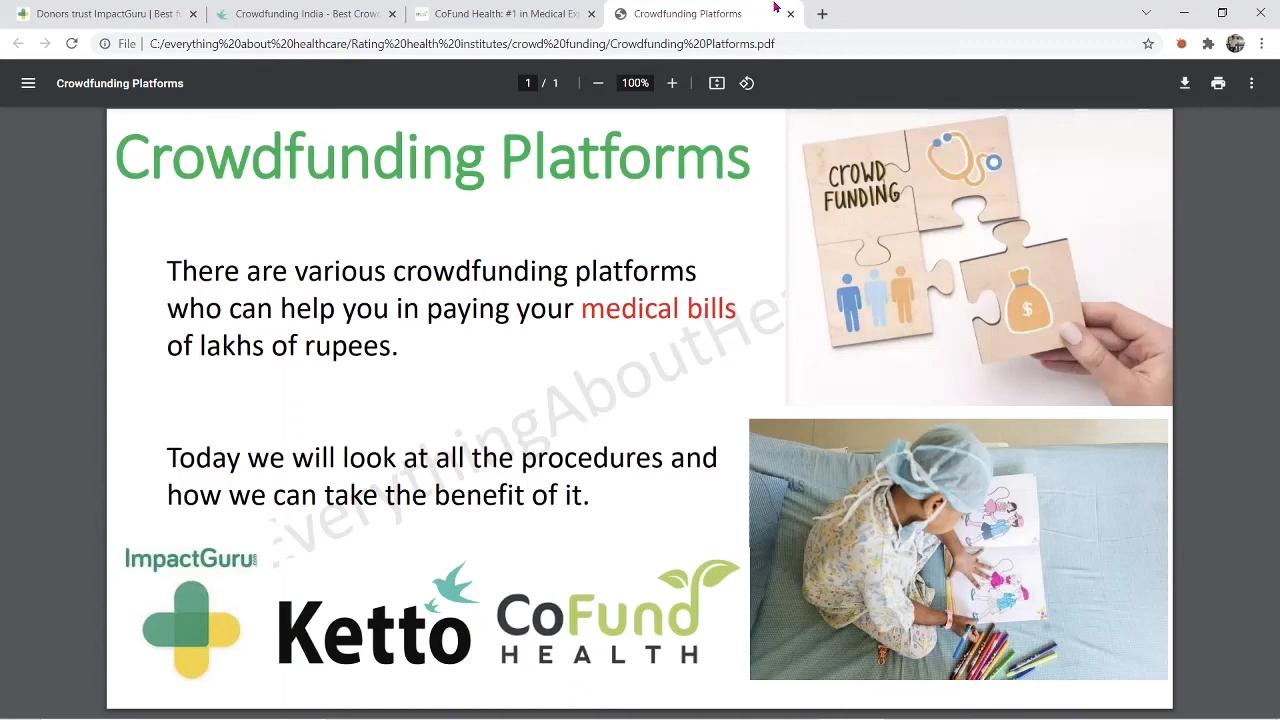 Donors trust ImpactGuru | Best f
Crowdfunding India - Best Crow
CoFund Health: #1 in Medical Ex
Crowdfunding Platforms
File
C:/everything%20about%20healthcare/Rating%20health%20institutes/crowd%20funding/Crowdfunding%20Platforms.pdf
Crowdfunding Platforms
1 / 1
100%
Crowdfunding Platforms
CROWD
FUNDING
$
There are various crowdfunding platforms
who can help you in paying your medical bills
of lakhs of rupees.
EverythingAboutHe
Today we will look at all the procedures and
how we can take the benefit of it.
ImpactGuru.com
Ketto
CoFund
HEALTH